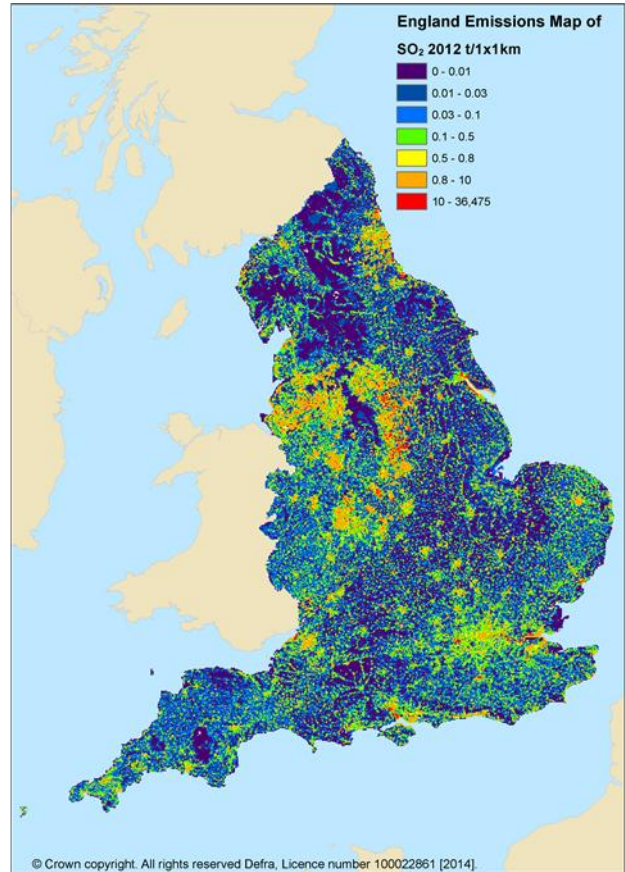 England Emissions Map of
SO₂ 2012 t/1x1km
0 - 0.01
0.01 - 0.03
0.03 - 0.1
0.1 - 0.5
0.5 - 0.8
0.8 - 10
10 - 36,475
© Crown copyright. All rights reserved Defra, Licence number 100022861 [2014].